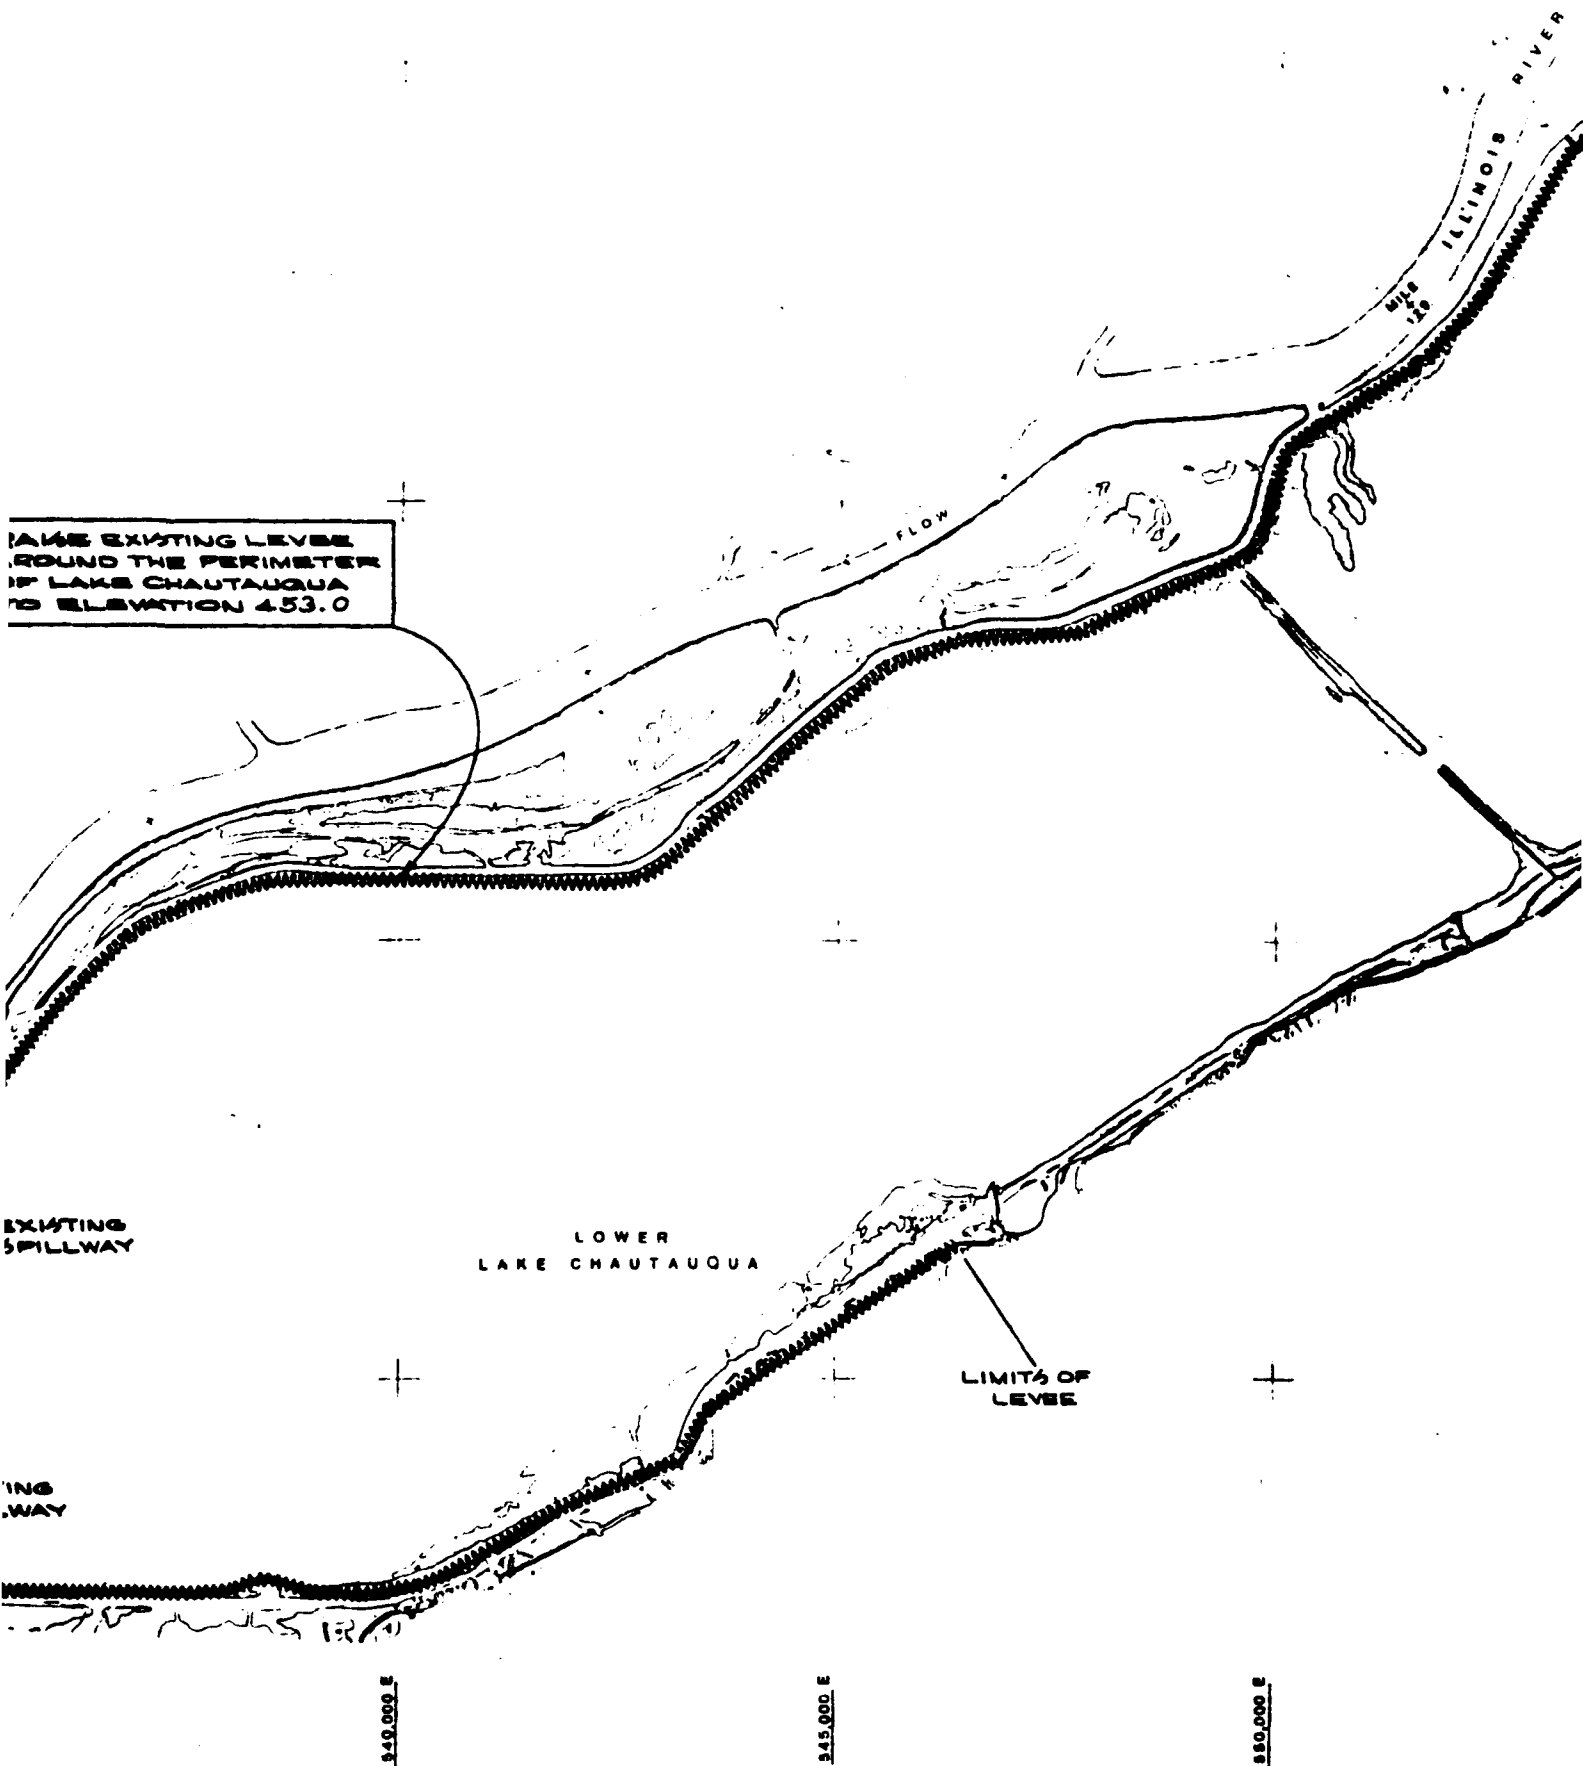 RIVER
ILLINOIS
MILE
128
FLOW
RAISE EXISTING LEVEE
AROUND THE PERIMETER
OF LAKE CHAUTAUQUA
TO ELEVATION 453.0
EXISTING
SPILLWAY
LOWER
LAKE CHAUTAUQUA
LIMITS OF
LEVEE
ING
WAY
540,000 E
545,000 E
550,000 E